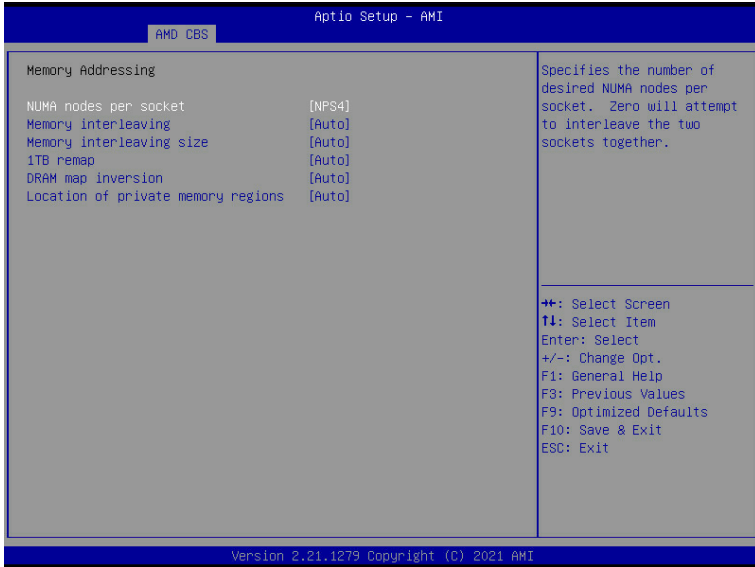 Aptio Setup – AMI
AMD CBS
Memory Addressing
NUMA nodes per socket [NPS4]
Memory interleaving [Auto]
Memory interleaving size [Auto]
1TB remap [Auto]
DRAM map inversion [Auto]
Location of private memory regions [Auto]
Specifies the number of
desired NUMA nodes per
socket. Zero will attempt
to interleave the two
sockets together.
→←: Select Screen
↑↓: Select Item
Enter: Select
+/-: Change Opt.
F1: General Help
F3: Previous Values
F9: Optimized Defaults
F10: Save & Exit
ESC: Exit
Version 2.21.1279 Copyright (C) 2021 AMI